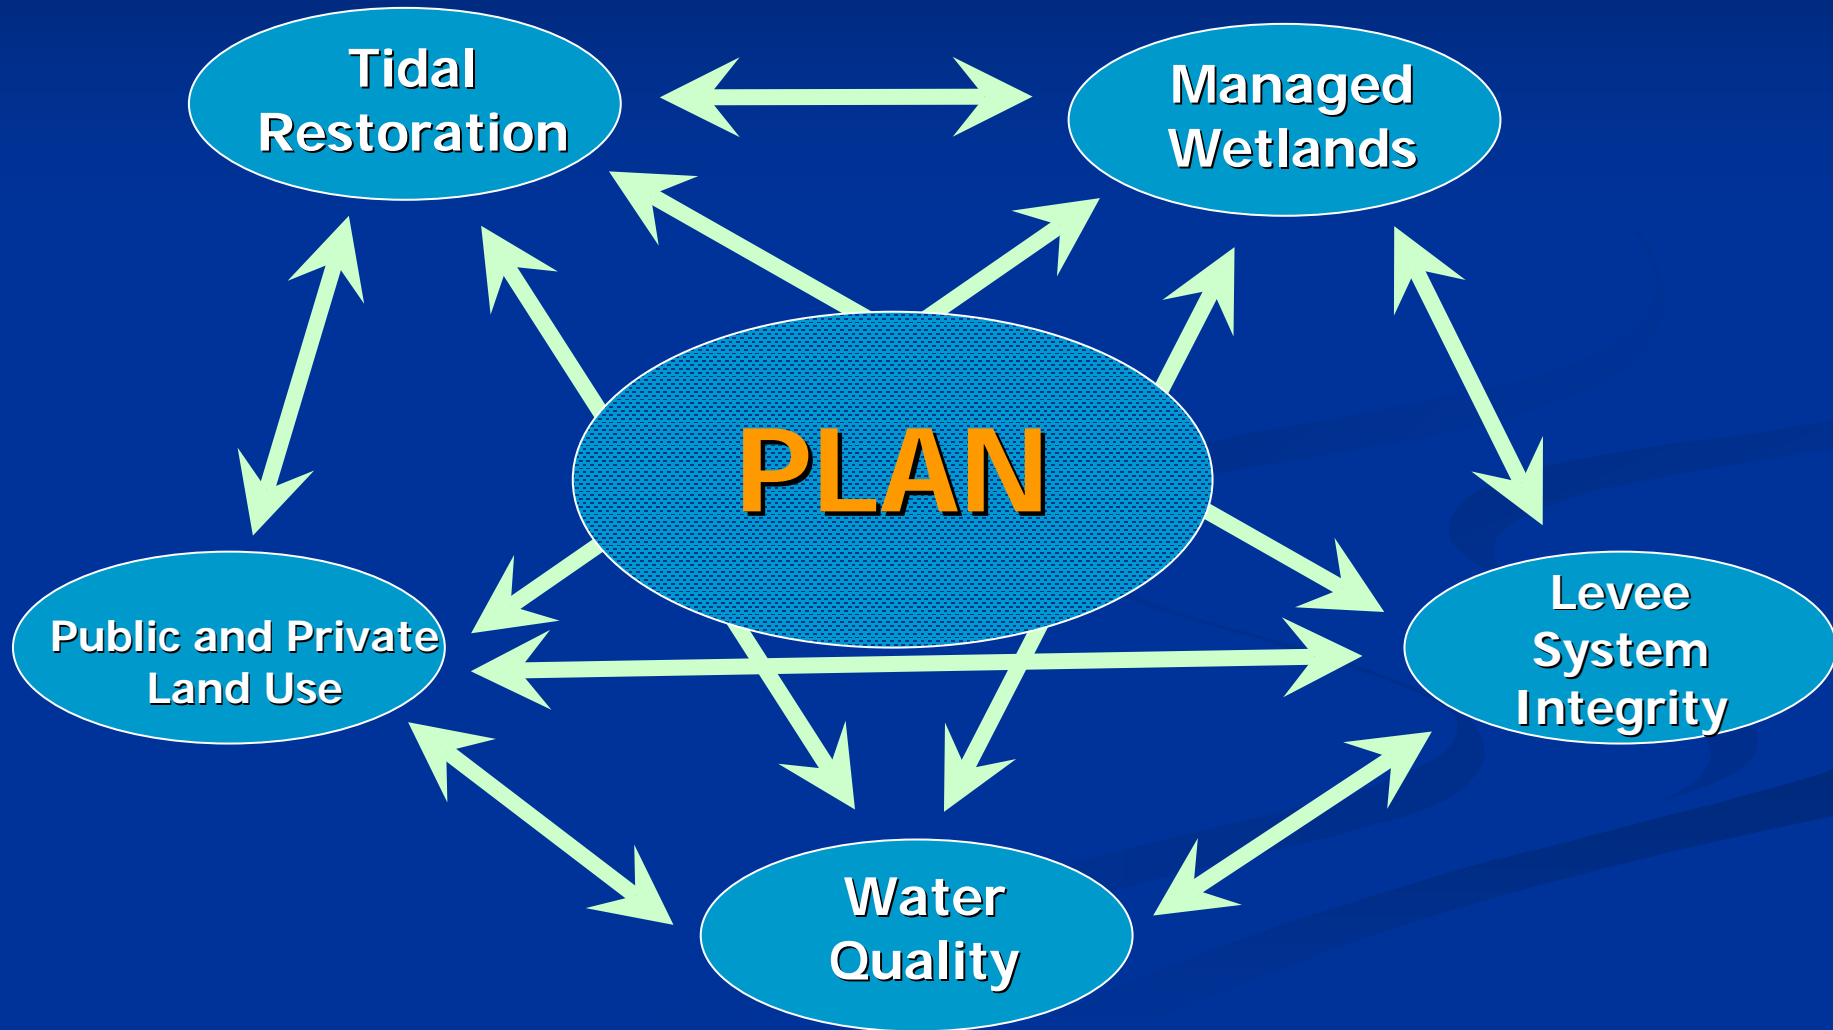 Tidal
Restoration
Managed
Wetlands
PLAN
Public and Private
Land Use
Levee
System
Integrity
Water
Quality